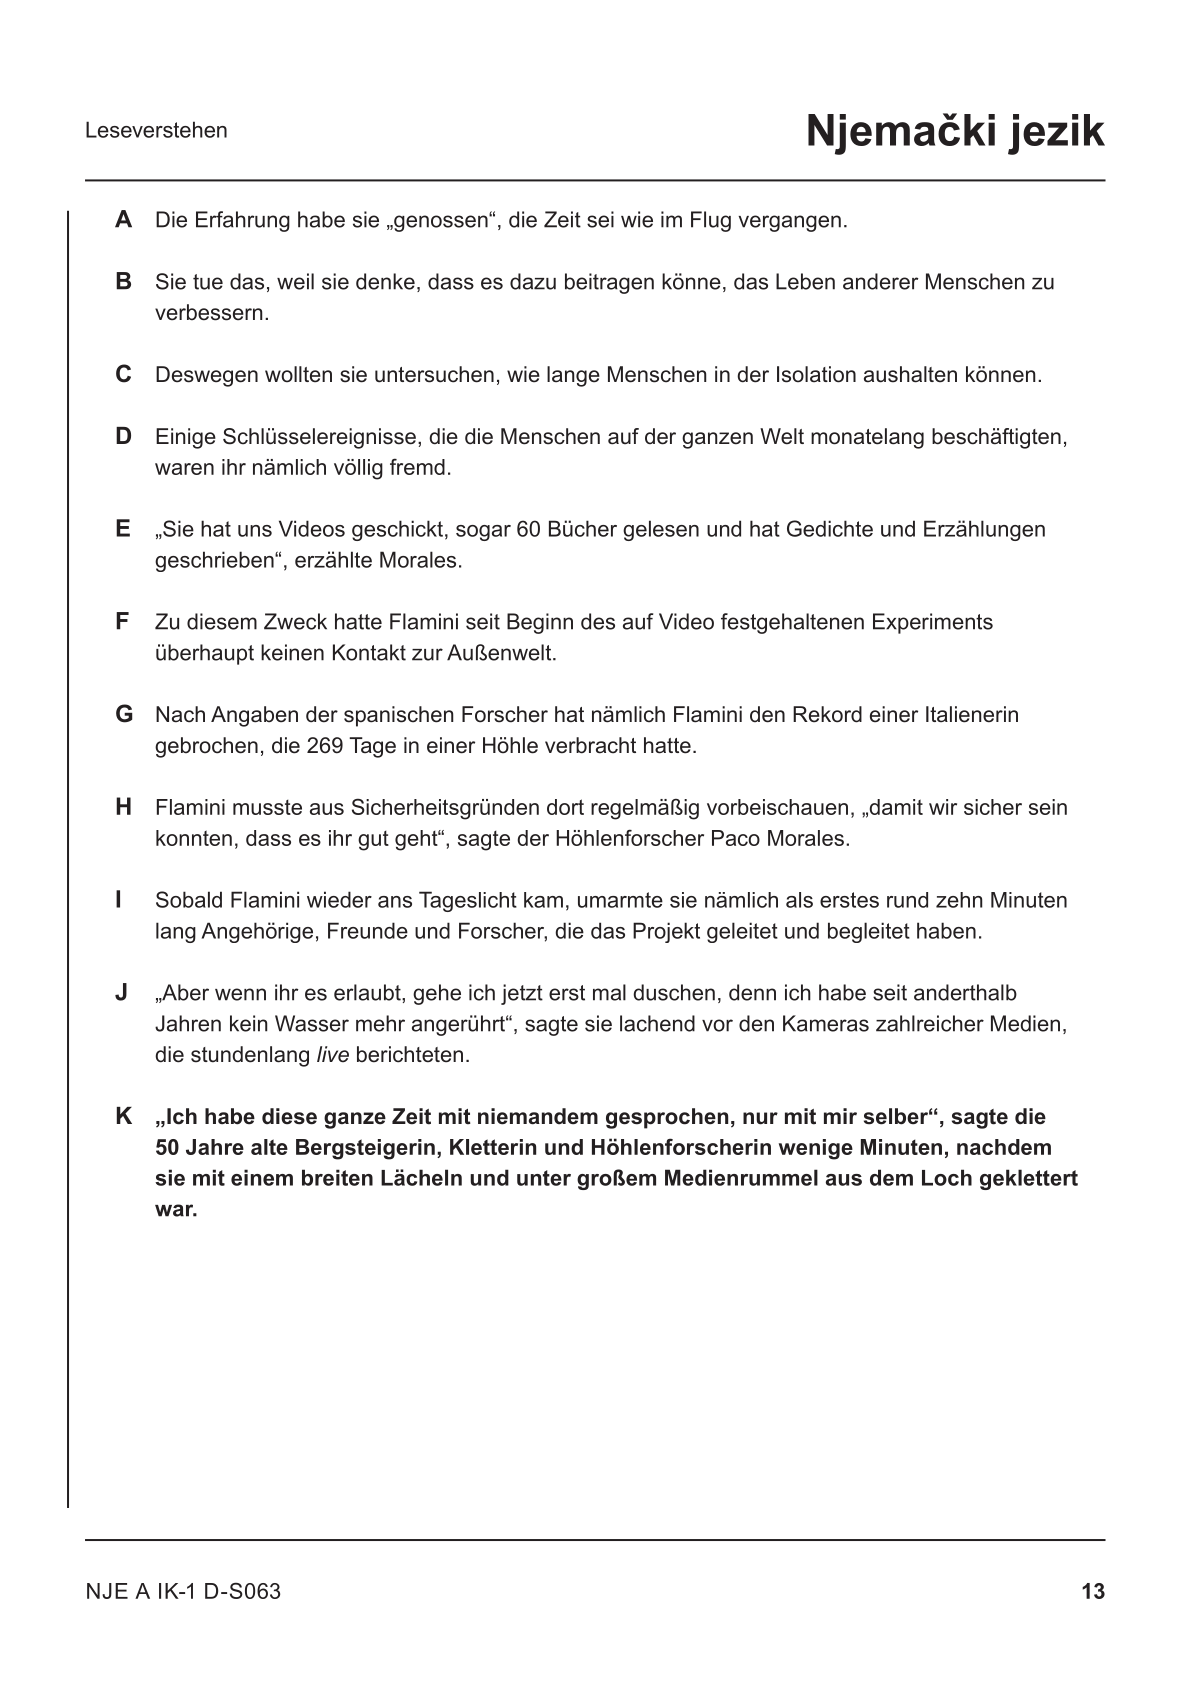 Leseverstehen
Njemački jezik
A Die Erfahrung habe sie „genossen“, die Zeit sei wie im Flug vergangen.
B Sie tue das, weil sie denke, dass es dazu beitragen könne, das Leben anderer Menschen zu
verbessern.
C Deswegen wollten sie untersuchen, wie lange Menschen in der Isolation aushalten können.
D Einige Schlüsselereignisse, die die Menschen auf der ganzen Welt monatelang beschäftigten,
waren ihr nämlich völlig fremd.
E „Sie hat uns Videos geschickt, sogar 60 Bücher gelesen und hat Gedichte und Erzählungen
geschrieben“, erzählte Morales.
F Zu diesem Zweck hatte Flamini seit Beginn des auf Video festgehaltenen Experiments
überhaupt keinen Kontakt zur Außenwelt.
G Nach Angaben der spanischen Forscher hat nämlich Flamini den Rekord einer Italienerin
gebrochen, die 269 Tage in einer Höhle verbracht hatte.
H Flamini musste aus Sicherheitsgründen dort regelmäßig vorbeischauen, „damit wir sicher sein
konnten, dass es ihr gut geht“, sagte der Höhlenforscher Paco Morales.
I Sobald Flamini wieder ans Tageslicht kam, umarmte sie nämlich als erstes rund zehn Minuten
lang Angehörige, Freunde und Forscher, die das Projekt geleitet und begleitet haben.
J „Aber wenn ihr es erlaubt, gehe ich jetzt erst mal duschen, denn ich habe seit anderthalb
Jahren kein Wasser mehr angerührt“, sagte sie lachend vor den Kameras zahlreicher Medien,
die stundenlang live berichteten.
K „Ich habe diese ganze Zeit mit niemandem gesprochen, nur mit mir selber“, sagte die
50 Jahre alte Bergsteigerin, Kletterin und Höhlenforscherin wenige Minuten, nachdem
sie mit einem breiten Lächeln und unter großem Medienrummel aus dem Loch geklettert
war.
NJE A IK-1 D-S063
13